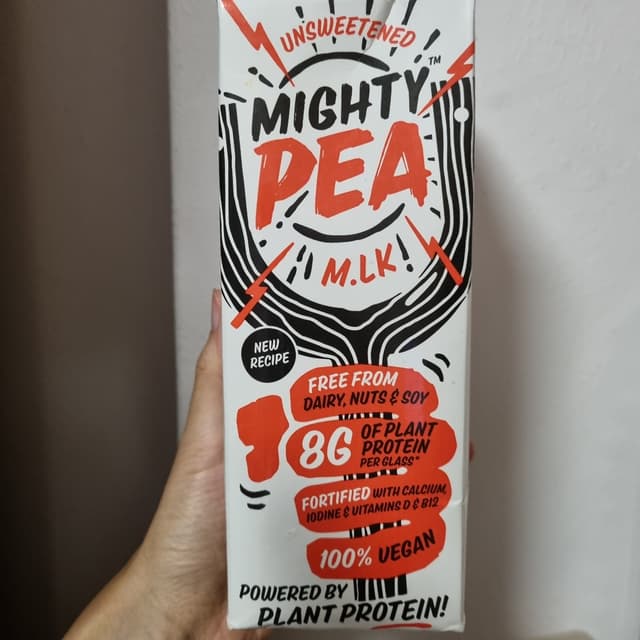 UNSWEETENED
MIGHTY™
PEA
M.LK!
NEW
RECIPE
FREE FROM
DAIRY, NUTS & SOY
8G OF PLANT
PROTEIN
PER GLASS*
FORTIFIED WITH CALCIUM,
IODINE & VITAMINS D & B12
100% VEGAN
POWERED BY
PLANT PROTEIN!